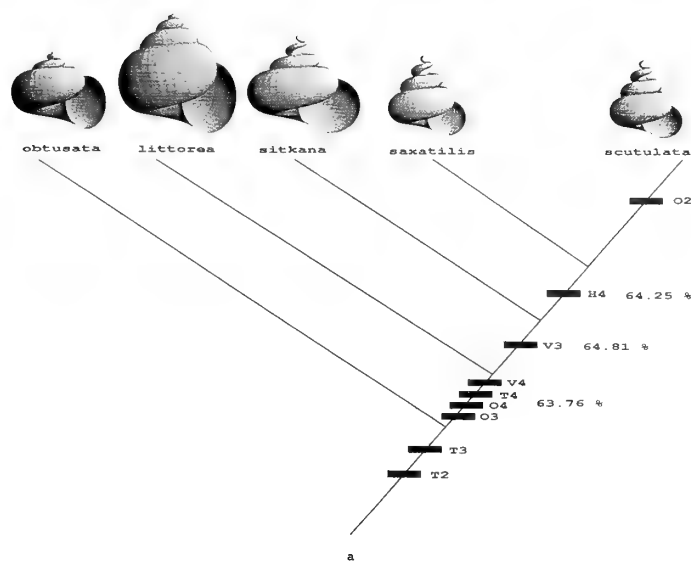 obtusata littorea sitkana saxatilis scutulata
O2
H4 64.25 %
V3 64.81 %
V4
T4
O4 63.76 %
O3
T3
T2
a